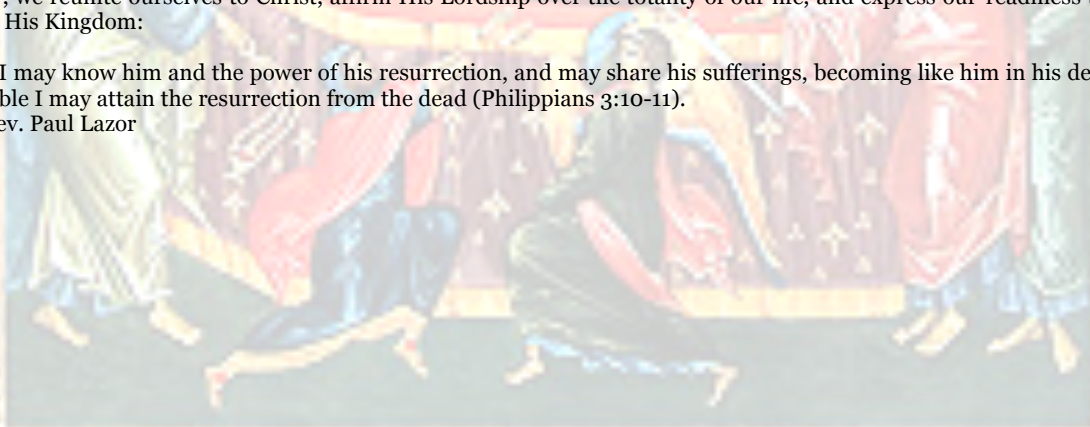 , we reunite ourselves to Christ, affirm His Lordship over the totality of our life, and express our readiness
His Kingdom:
I may know him and the power of his resurrection, and may share his sufferings, becoming like him in his de
ble I may attain the resurrection from the dead (Philippians 3:10-11).
ev. Paul Lazor